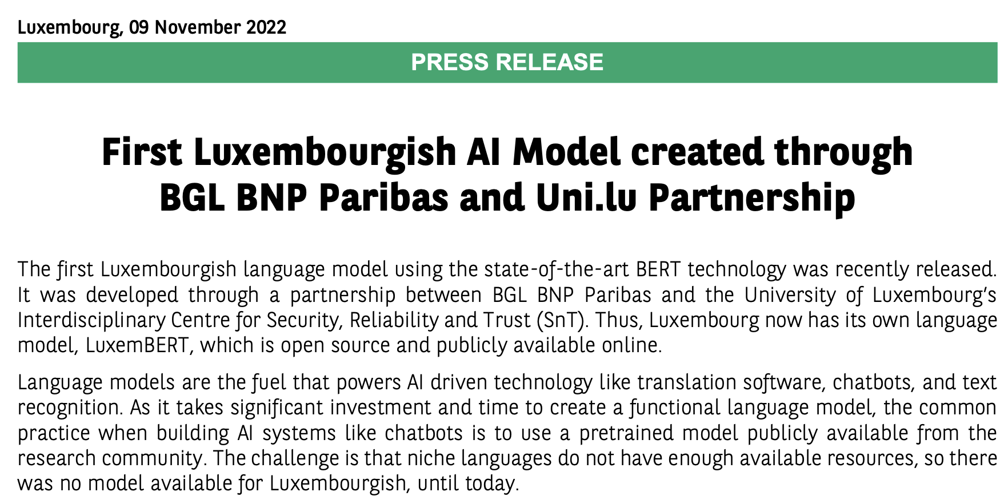 Luxembourg, 09 November 2022
PRESS RELEASE
First Luxembourgish AI Model created through
BGL BNP Paribas and Uni.lu Partnership
The first Luxembourgish language model using the state-of-the-art BERT technology was recently released.
It was developed through a partnership between BGL BNP Paribas and the University of Luxembourg’s
Interdisciplinary Centre for Security, Reliability and Trust (SnT). Thus, Luxembourg now has its own language
model, LuxemBERT, which is open source and publicly available online.
Language models are the fuel that powers AI driven technology like translation software, chatbots, and text
recognition. As it takes significant investment and time to create a functional language model, the common
practice when building AI systems like chatbots is to use a pretrained model publicly available from the
research community. The challenge is that niche languages do not have enough available resources, so there
was no model available for Luxembourgish, until today.